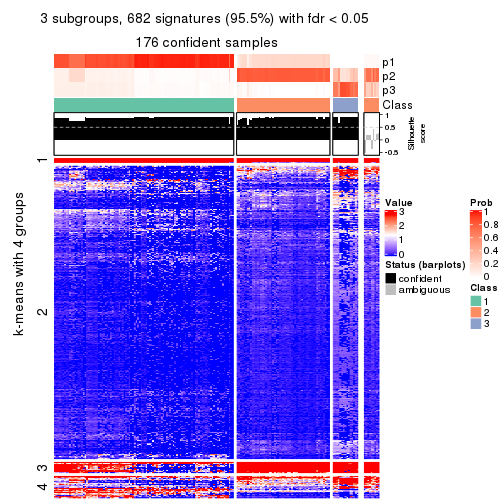 3 subgroups, 682 signatures (95.5%) with fdr < 0.05
176 confident samples
p1
p2
p3
Class
1
0.5
0
-0.5
Silhouette
score
k-means with 4 groups
1
2
3
4
Value
3
2
1
0
Status (barplots)
confident
ambiguous
Prob
1
0.8
0.6
0.4
0.2
0
Class
1
2
3